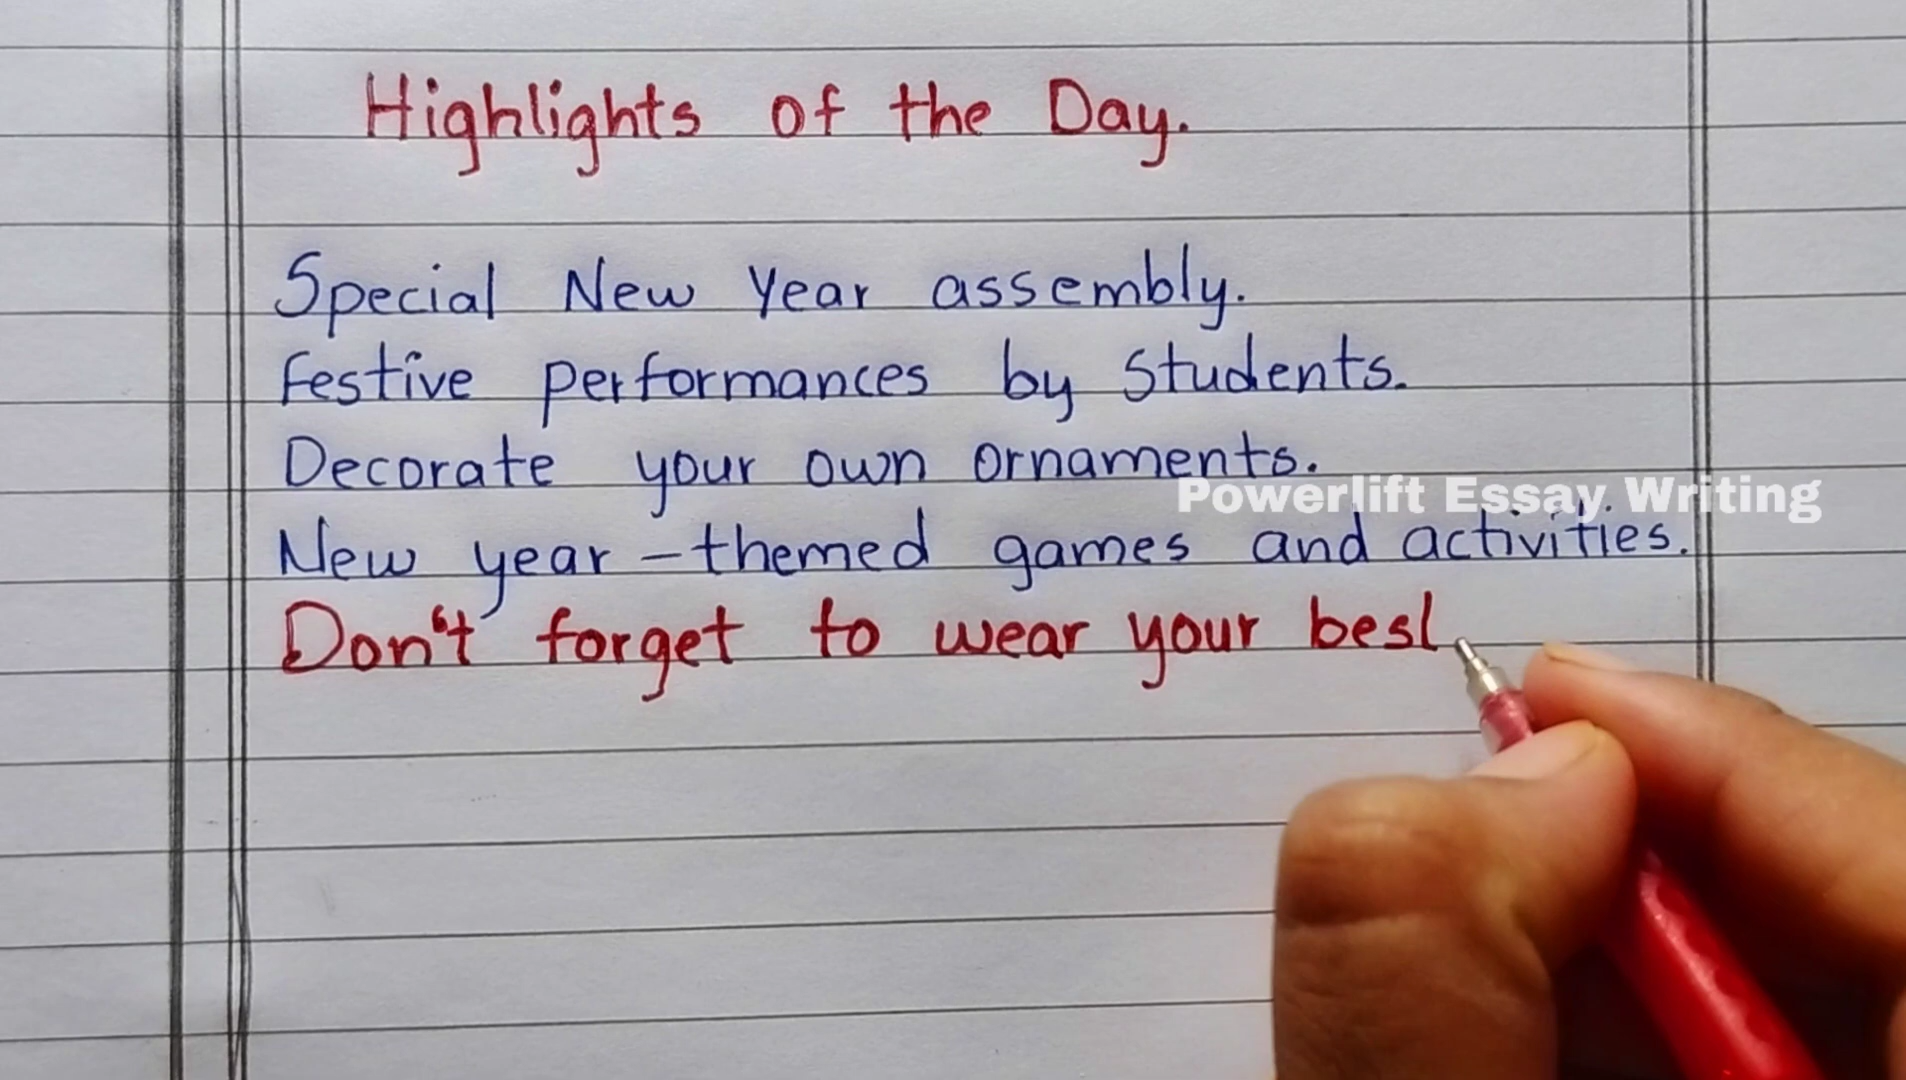 Highlights of the Day.
Special New Year assembly.
Festive performances by Students.
Decorate your own ornaments.
Powerlift Essay Writing
New year-themed games and activities.
Don't forget to wear your besl